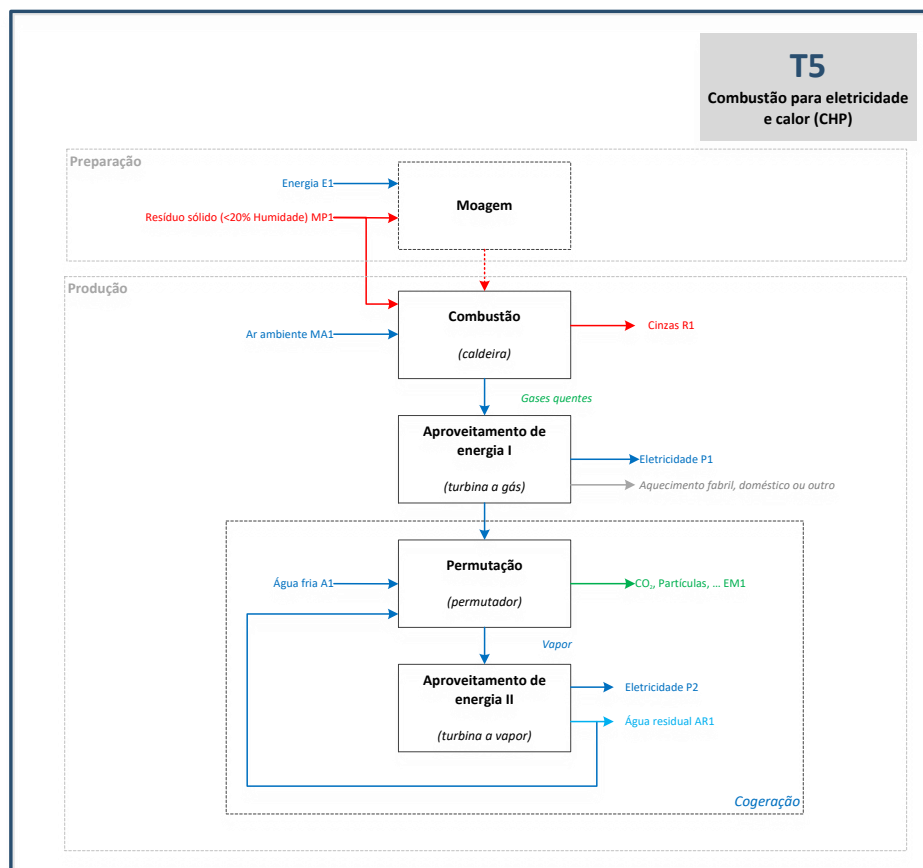 T5
Combustão para eletricidade
e calor (CHP)
Preparação
Energia E1
Moagem
Resíduo sólido (<20% Humidade) MP1
Produção
Combustão
(caldeira)
Ar ambiente MA1
Cinzas R1
Gases quentes
Aproveitamento de
energia I
(turbina a gás)
Eletricidade P1
Aquecimento fabril, doméstico ou outro
Permutação
(permutador)
Água fria A1
CO₂, Partículas, ... EM1
Vapor
Aproveitamento de
energia II
(turbina a vapor)
Eletricidade P2
Água residual AR1
Cogeração